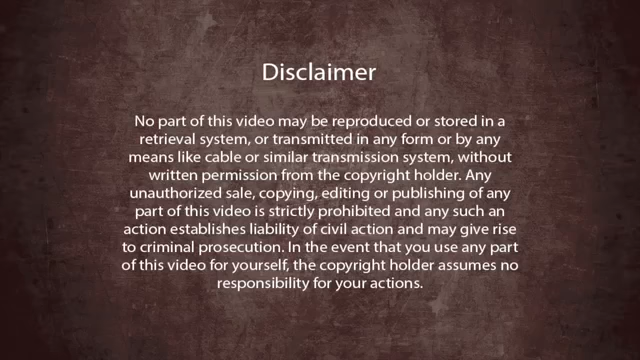 Disclaimer
No part of this video may be reproduced or stored in a
retrieval system, or transmitted in any form or by any
means like cable or similar transmission system, without
written permission from the copyright holder. Any
unauthorized sale, copying, editing or publishing of any
part of this video is strictly prohibited and any such an
action establishes liability of civil action and may give rise
to criminal prosecution. In the event that you use any part
of this video for yourself, the copyright holder assumes no
responsibility for your actions.